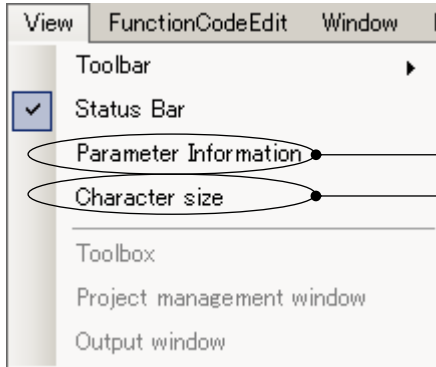 View FunctionCodeEdit Window
Toolbar
Status Bar
Parameter Information
Character size
Toolbox
Project management window
Output window